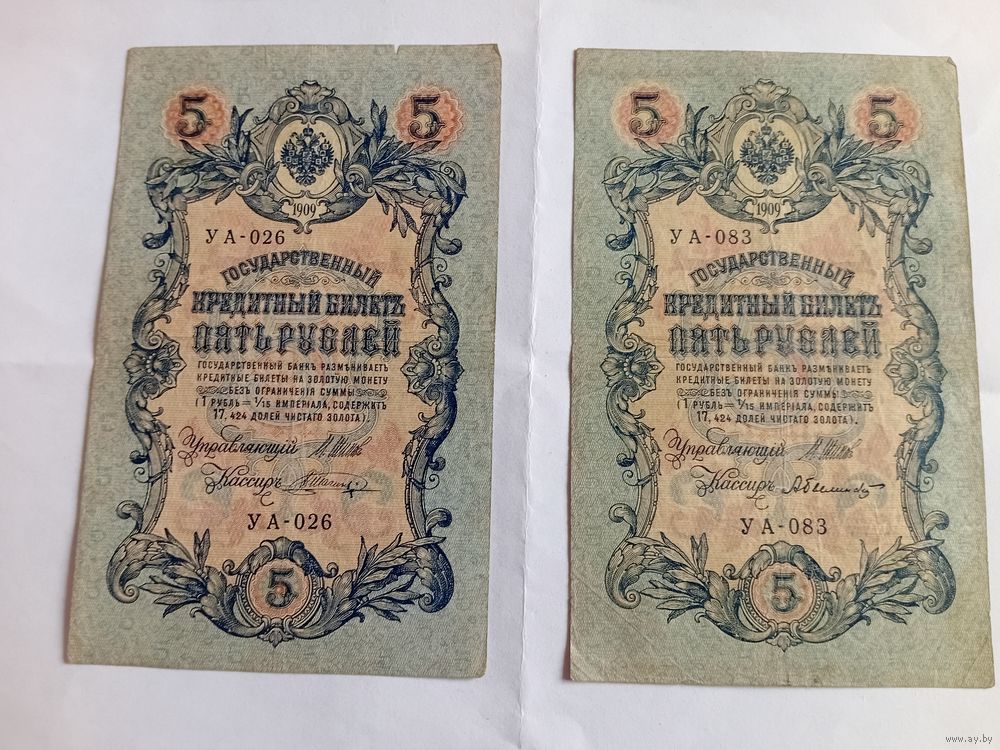 5 5
1909
УА-026
ГОСУДАРСТВЕННЫЙ
КРЕДИТНЫЙ БИЛЕТЪ
ПЯТЬ РУБЛЕЙ
ГОСУДАРСТВЕННЫЙ БАНКЪ РАЗМѢНИВАЕТЪ
КРЕДИТНЫЕ БИЛЕТЫ НА ЗОЛОТУЮ МОНЕТУ
БЕЗЪ ОГРАНИЧЕНІЯ СУММЫ
(1 РУБЛЬ = 1/15 ИМПЕРІАЛА, СОДЕРЖИТЪ
17,424 ДОЛЕЙ ЧИСТАГО ЗОЛОТА).
Управляющій
Кассиръ
УА-026
5
5 5
1909
УА-083
ГОСУДАРСТВЕННЫЙ
КРЕДИТНЫЙ БИЛЕТЪ
ПЯТЬ РУБЛЕЙ
ГОСУДАРСТВЕННЫЙ БАНКЪ РАЗМѢНИВАЕТЪ
КРЕДИТНЫЕ БИЛЕТЫ НА ЗОЛОТУЮ МОНЕТУ
БЕЗЪ ОГРАНИЧЕНІЯ СУММЫ
(1 РУБЛЬ = 1/15 ИМПЕРІАЛА, СОДЕРЖИТЪ
17,424 ДОЛЕЙ ЧИСТАГО ЗОЛОТА).
Управляющій
Кассиръ
УА-083
5
www.ay.by